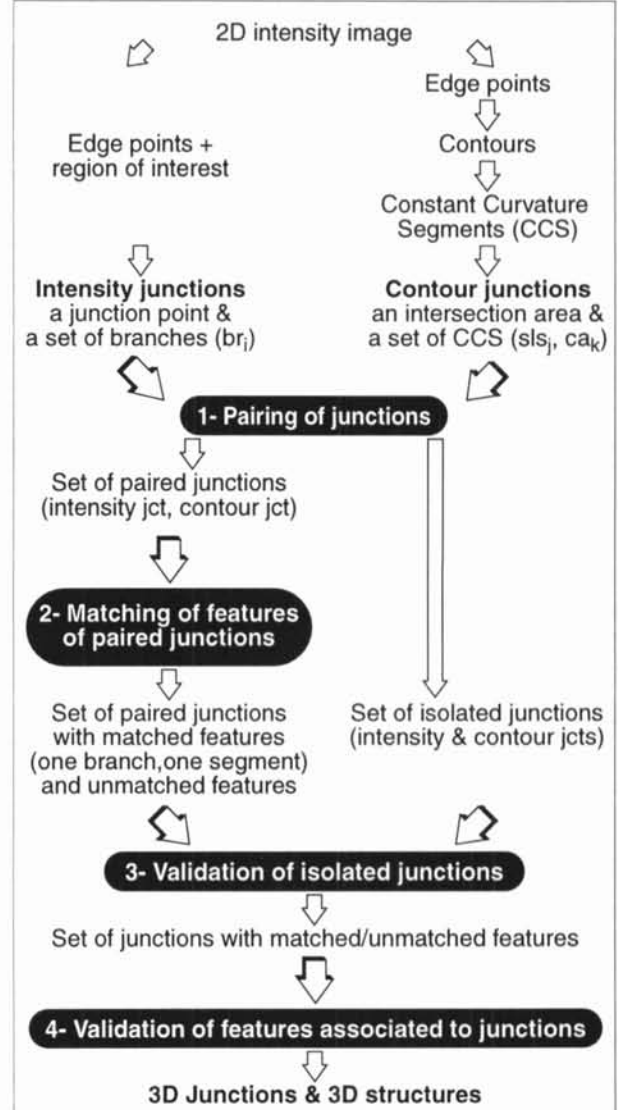 2D intensity image
Edge points
Edge points +
region of interest
Contours
Constant Curvature
Segments (CCS)
Intensity junctions
a junction point &
a set of branches (brᵢ)
Contour junctions
an intersection area &
a set of CCS (slsⱼ, caₖ)
1- Pairing of junctions
Set of paired junctions
(intensity jct, contour jct)
2- Matching of features
of paired junctions
Set of paired junctions
with matched features
(one branch,one segment)
and unmatched features
Set of isolated junctions
(intensity & contour jcts)
3- Validation of isolated junctions
Set of junctions with matched/unmatched features
4- Validation of features associated to junctions
3D Junctions & 3D structures